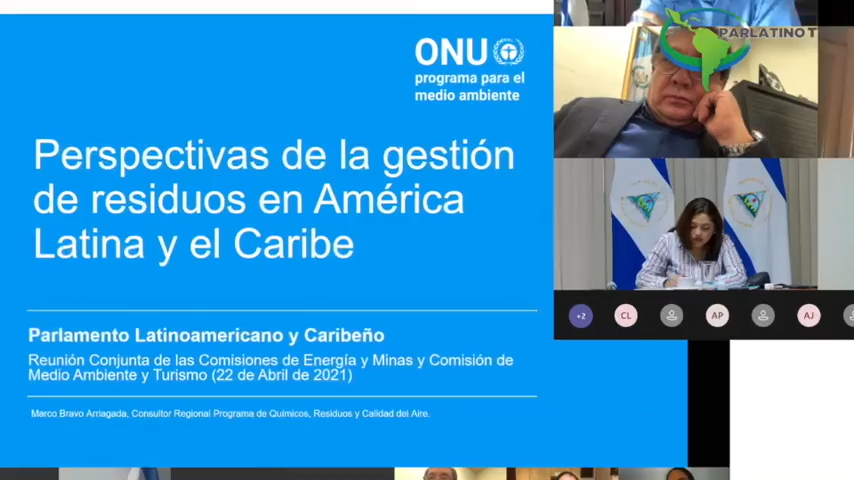 ONU
programa para el
medio ambiente
PARLATINO T
Perspectivas de la gestión
de residuos en América
Latina y el Caribe
Parlamento Latinoamericano y Caribeño
Reunión Conjunta de las Comisiones de Energía y Minas y Comisión de
Medio Ambiente y Turismo (22 de Abril de 2021)
Marco Bravo Arriagada, Consultor Regional Programa de Químicos, Residuos y Calidad del Aire.
+2
CL
AP
AJ